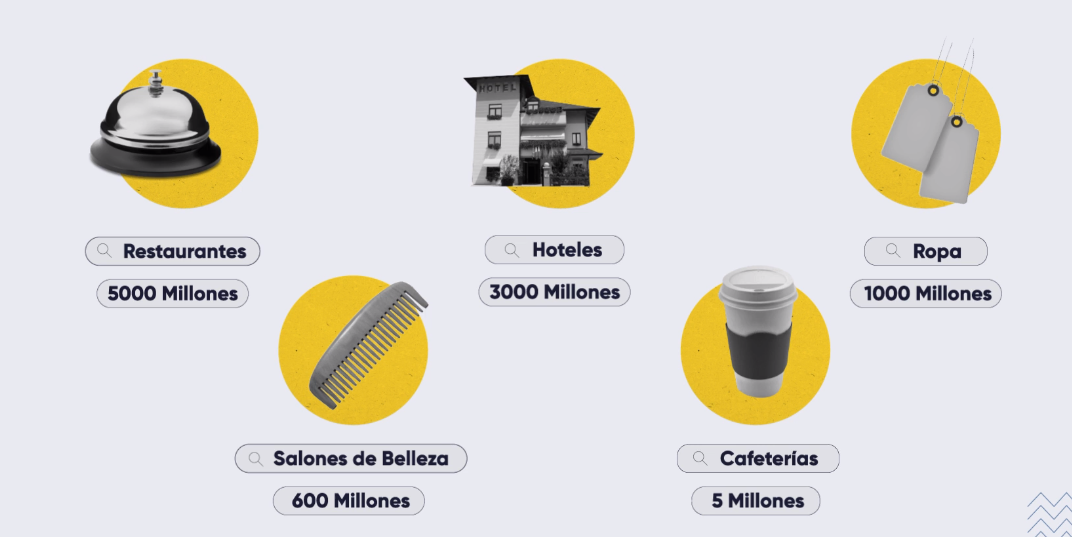 HOTEL
Restaurantes
5000 Millones
Hoteles
3000 Millones
Ropa
1000 Millones
Salones de Belleza
600 Millones
Cafeterías
5 Millones